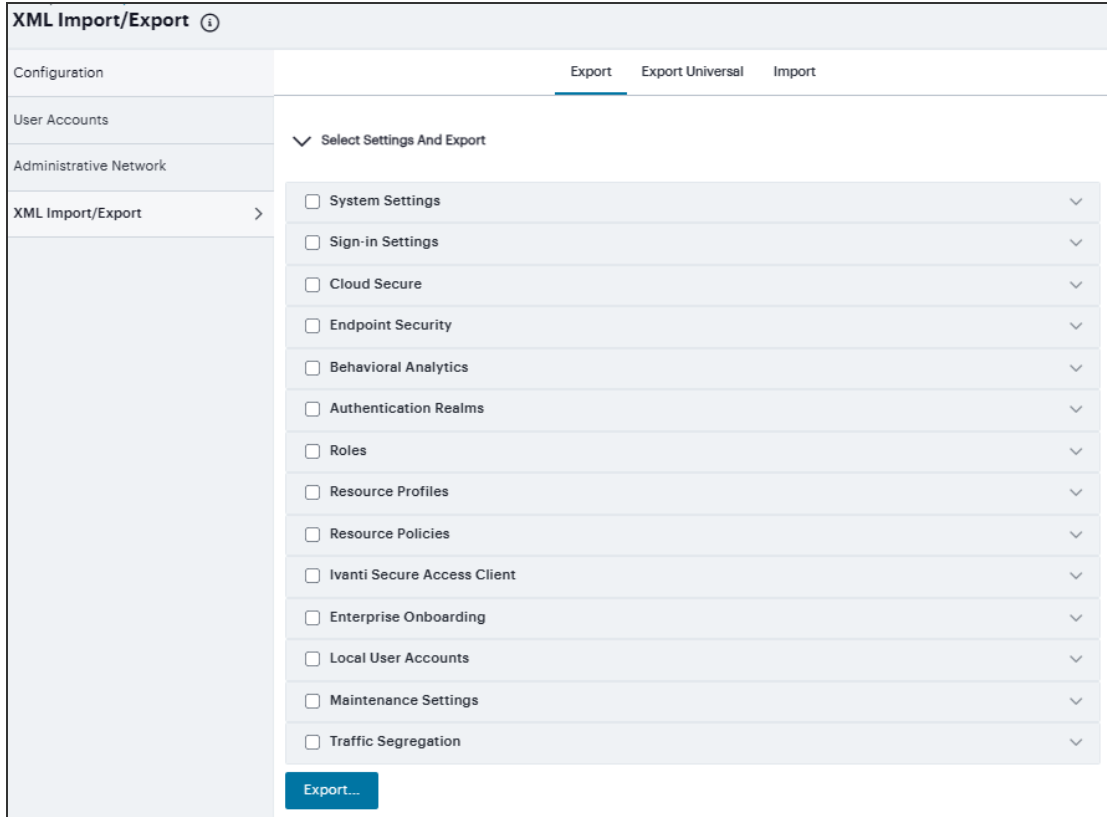 XML Import/Export
Configuration
User Accounts
Administrative Network
XML Import/Export
Export Export Universal Import
Select Settings And Export
System Settings
Sign-in Settings
Cloud Secure
Endpoint Security
Behavioral Analytics
Authentication Realms
Roles
Resource Profiles
Resource Policies
Ivanti Secure Access Client
Enterprise Onboarding
Local User Accounts
Maintenance Settings
Traffic Segregation
Export...